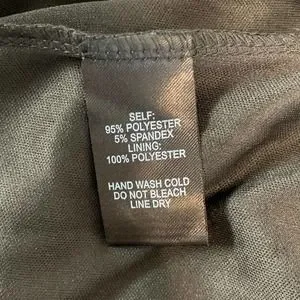 SELF:
95% POLYESTER
5% SPANDEX
LINING:
100% POLYESTER
HAND WASH COLD
DO NOT BLEACH
LINE DRY